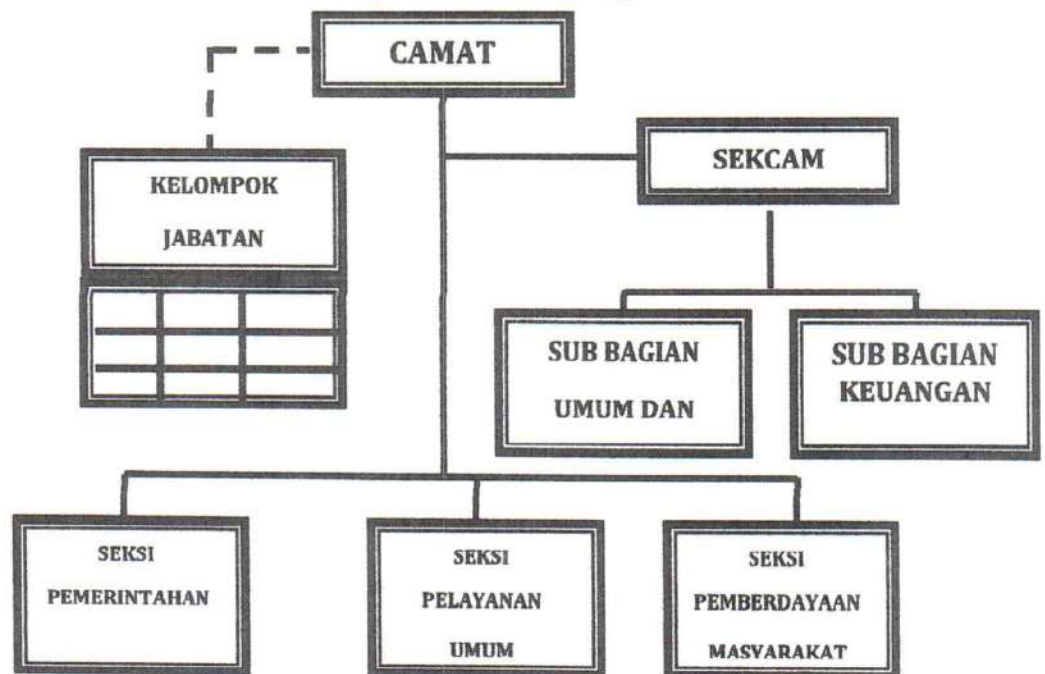 CAMAT
SEKCAM
KELOMPOK
JABATAN
SUB BAGIAN
UMUM DAN
SUB BAGIAN
KEUANGAN
SEKSI
PEMERINTAHAN
SEKSI
PELAYANAN
UMUM
SEKSI
PEMBERDAYAAN
MASYARAKAT